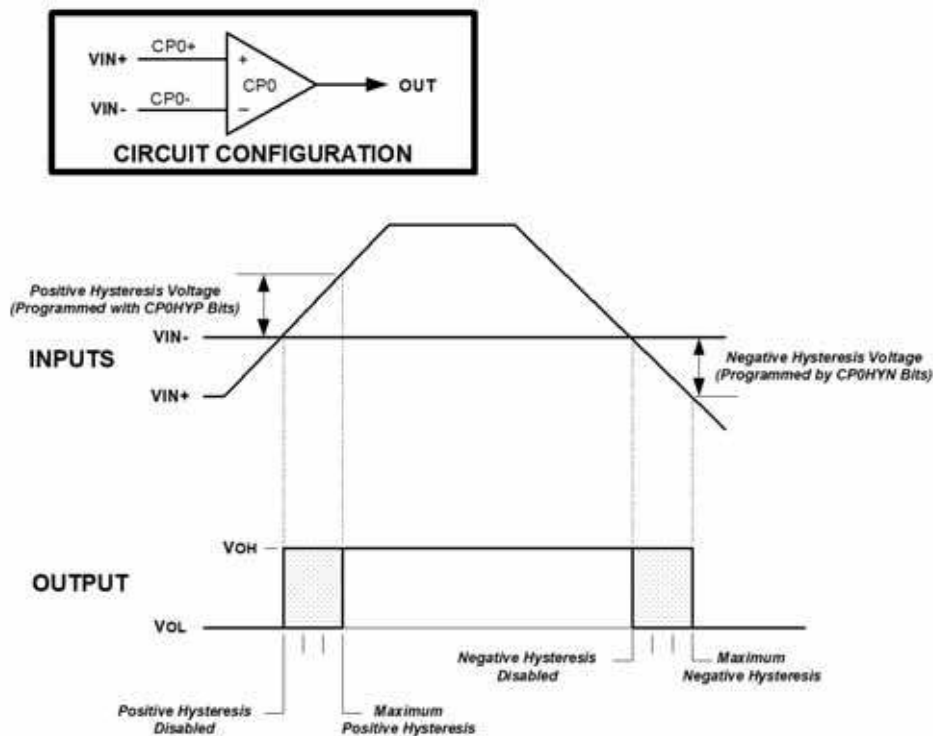 VIN+ CP0+
+
CP0
OUT
VIN- CP0-
−
CIRCUIT CONFIGURATION
Positive Hysteresis Voltage
(Programmed with CP0HYP Bits)
VIN-
INPUTS
Negative Hysteresis Voltage
(Programmed by CP0HYN Bits)
VIN+
VOH
OUTPUT
VOL
Negative Hysteresis
Disabled
Maximum
Negative Hysteresis
Positive Hysteresis
Disabled
Maximum
Positive Hysteresis